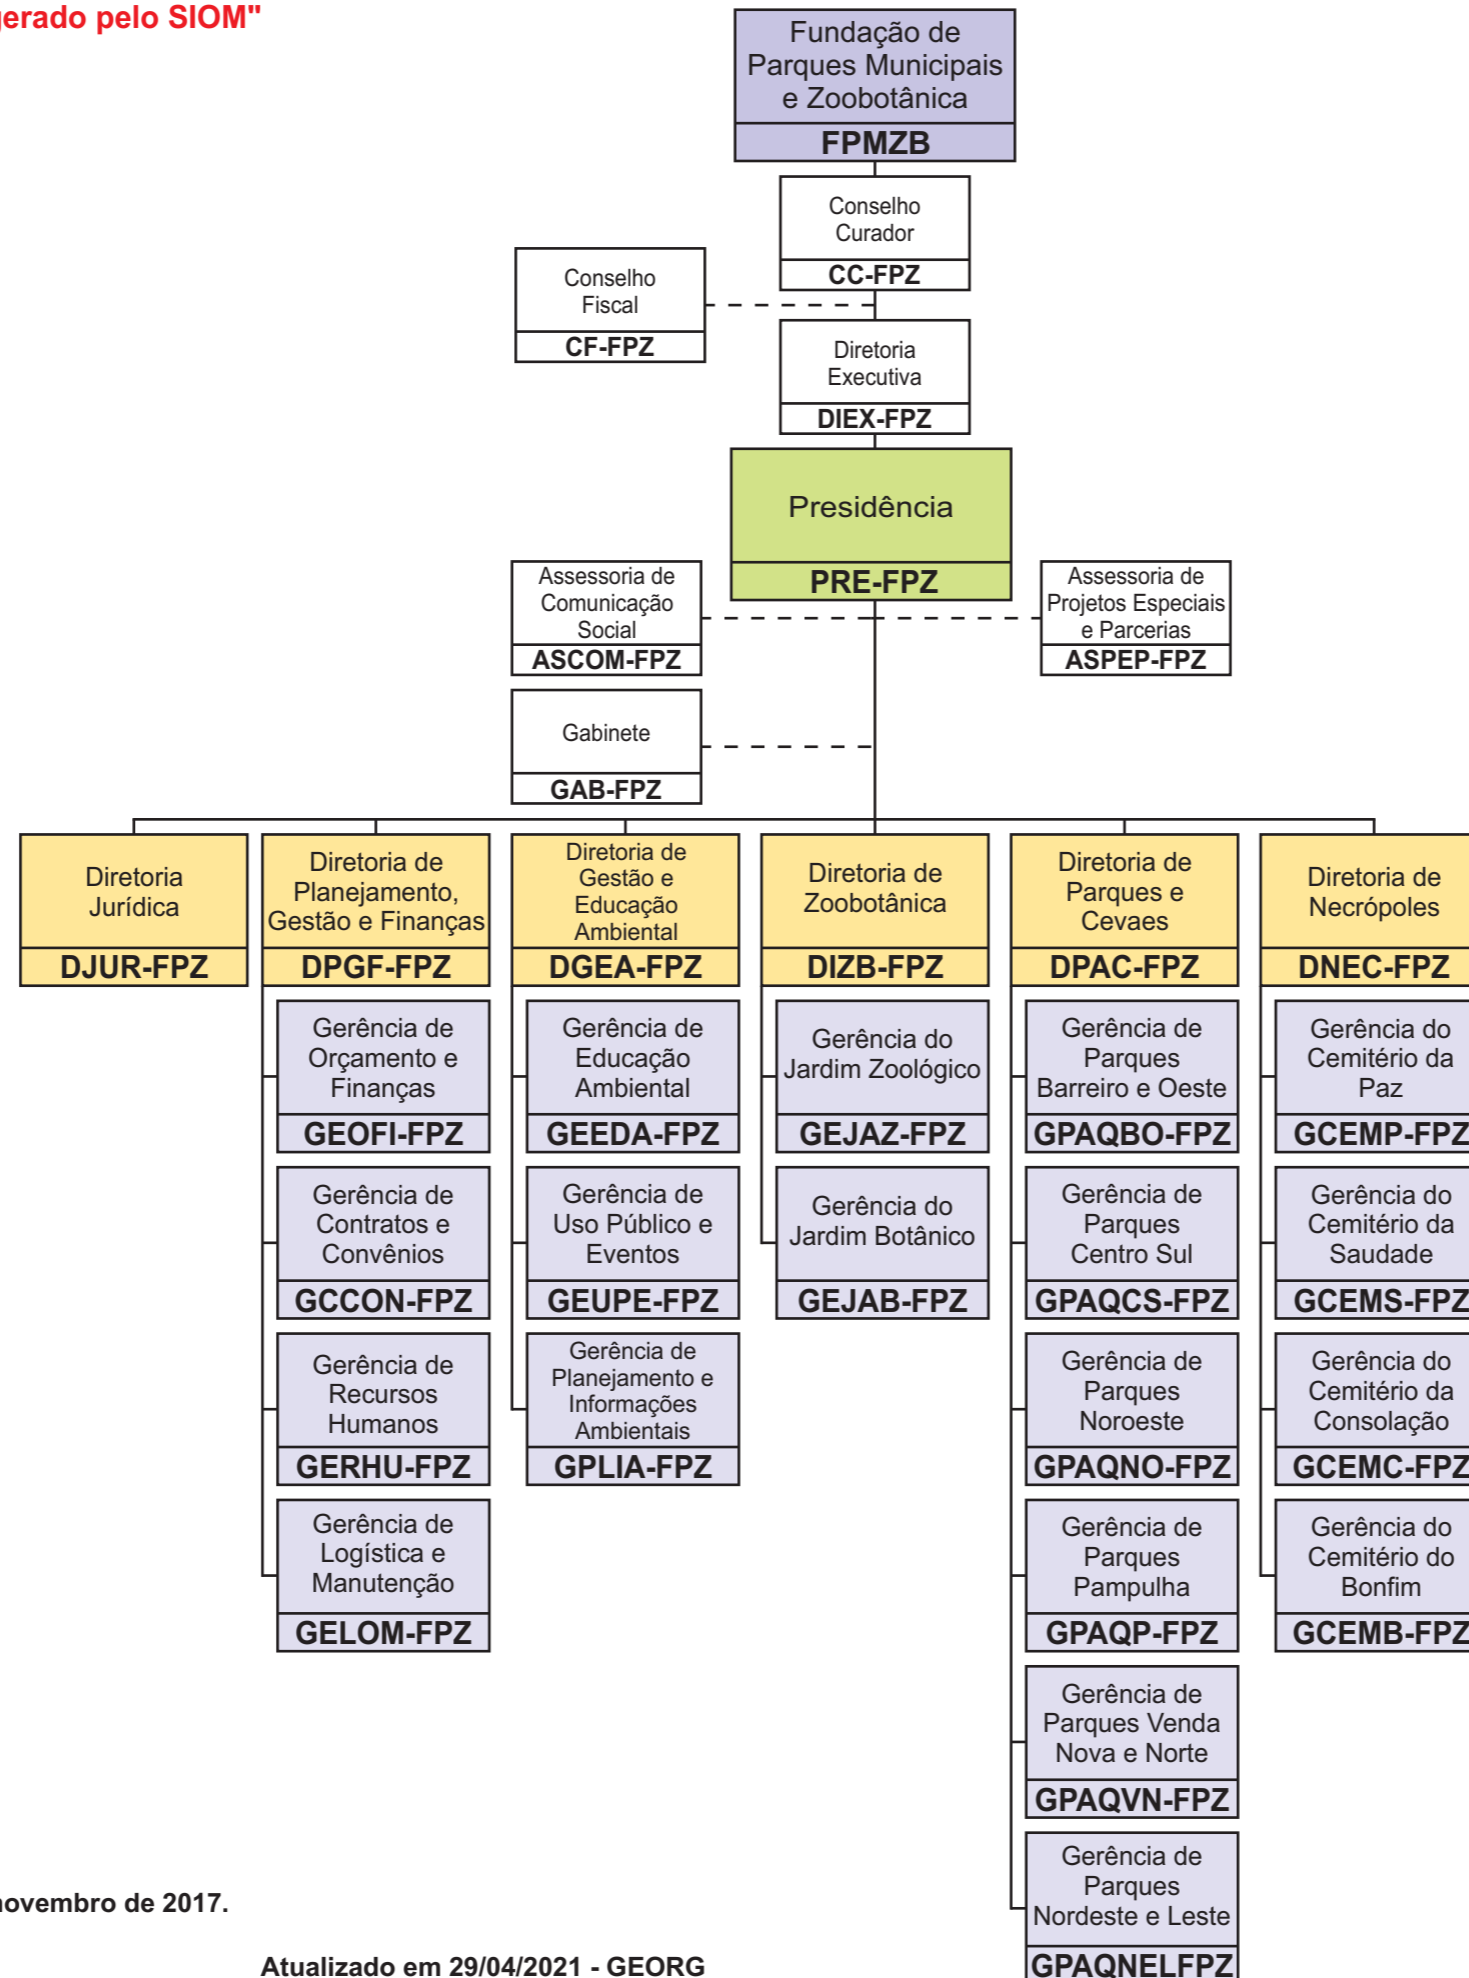 gerado pelo SIOM"
Fundação de
Parques Municipais
e Zoobotânica
FPMZB
Conselho
Curador
CC-FPZ
Conselho
Fiscal
CF-FPZ
Diretoria
Executiva
DIEX-FPZ
Presidência
PRE-FPZ
Assessoria de
Comunicação
Social
ASCOM-FPZ
Assessoria de
Projetos Especiais
e Parcerias
ASPEP-FPZ
Gabinete
GAB-FPZ
Diretoria
Jurídica
DJUR-FPZ
Diretoria de
Planejamento,
Gestão e Finanças
DPGF-FPZ
Diretoria de
Gestão e
Educação
Ambiental
DGEA-FPZ
Diretoria de
Zoobotânica
DIZB-FPZ
Diretoria de
Parques e
Cevaes
DPAC-FPZ
Diretoria de
Necrópoles
DNEC-FPZ
Gerência de
Orçamento e
Finanças
GEOFI-FPZ
Gerência de
Contratos e
Convênios
GCCON-FPZ
Gerência de
Recursos
Humanos
GERHU-FPZ
Gerência de
Logística e
Manutenção
GELOM-FPZ
Gerência de
Educação
Ambiental
GEEDA-FPZ
Gerência de
Uso Público e
Eventos
GEUPE-FPZ
Gerência de
Planejamento e
Informações
Ambientais
GPLIA-FPZ
Gerência do
Jardim Zoológico
GEJAZ-FPZ
Gerência do
Jardim Botânico
GEJAB-FPZ
Gerência de
Parques
Barreiro e Oeste
GPAQBO-FPZ
Gerência de
Parques
Centro Sul
GPAQCS-FPZ
Gerência de
Parques
Noroeste
GPAQNO-FPZ
Gerência de
Parques
Pampulha
GPAQP-FPZ
Gerência de
Parques Venda
Nova e Norte
GPAQVN-FPZ
Gerência de
Parques
Nordeste e Leste
GPAQNELFPZ
Gerência do
Cemitério da
Paz
GCEMP-FPZ
Gerência do
Cemitério da
Saudade
GCEMS-FPZ
Gerência do
Cemitério da
Consolação
GCEMC-FPZ
Gerência do
Cemitério do
Bonfim
GCEMB-FPZ
novembro de 2017.
Atualizado em 29/04/2021 - GEORG